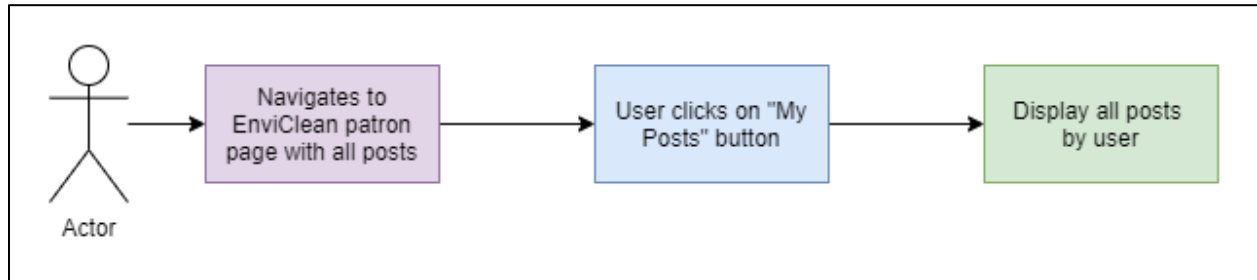 Navigates to
EnviClean patron
page with all posts
User clicks on "My
Posts" button
Display all posts
by user
Actor